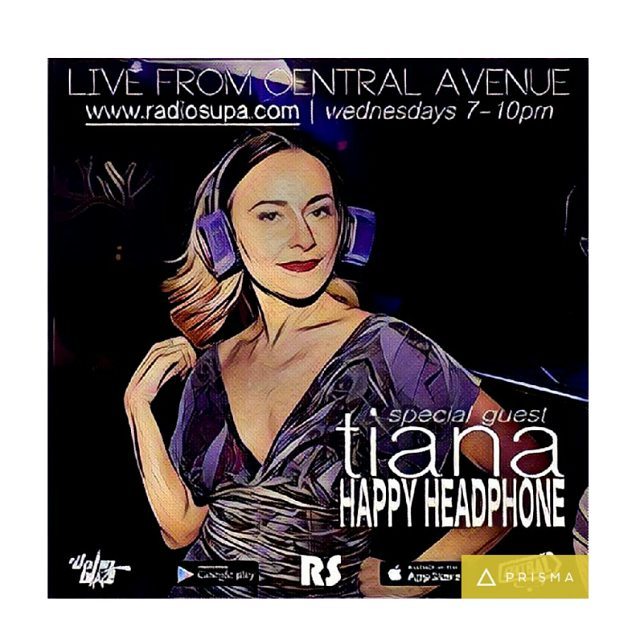 LIVE FROM CENTRAL AVENUE
www.radiosupa.com | wednesdays 7-10pm
special guest
tiana
HAPPY HEADPHONE
Google play
RS
App Store
PRISMA